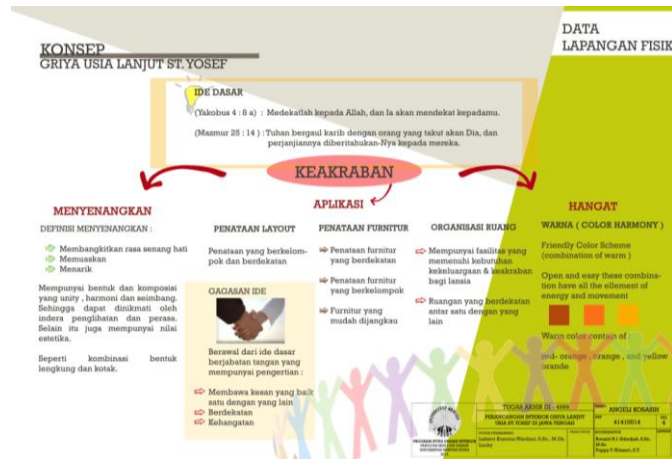 KONSEP
GRIYA USIA LANJUT ST. YOSEF
DATA
LAPANGAN FISIK
IDE DASAR
(Yakobus 4 : 8 a) : Medekatlah kepada Allah, dan Ia akan mendekat kepadamu.
(Mazmur 25 : 14 ) : Tuhan bergaul karib dengan orang yang takut akan Dia, dan
perjanjiannya diberitahukan-Nya kepada mereka.
KEAKRABAN
MENYENANGKAN
DEFINISI MENYENANGKAN :
Membangkitkan rasa senang hati
Memuaskan
Menarik
Mempunyai bentuk dan komposisi
yang unity , harmoni dan seimbang.
Sehingga dapat dinikmati oleh
indera penglihatan dan perasa.
Selain itu juga mempunyai nilai
estetika.
Seperti kombinasi bentuk
lengkung dan kotak.
APLIKASI
PENATAAN LAYOUT
Penataan yang berkelom-
pok dan berdekatan
GAGASAN IDE
Berawal dari ide dasar
berjabatan tangan yang
mempunyai pengertian :
Membawa kesan yang baik
satu dengan yang lain
Berdekatan
Kehangatan
PENATAAN FURNITUR
Penataan furnitur
yang berdekatan
Penataan furnitur
yang berkelompok
Furnitur yang
mudah dijangkau
ORGANISASI RUANG
Mempunyai fasilitas yang
memenuhi kebutuhan
kekeluargaan & keakraban
bagi lansia
Ruangan yang berdekatan
antar satu dengan yang
lain
HANGAT
WARNA ( COLOR HARMONY )
Friendly Color Scheme
(combination of warm )
Open and easy these combina-
tion have all the ellement of
energy and movement
Warm color contain of :
red- orange , orange , and yellow
orande
TUGAS AKHIR DI -
PERANCANGAN INTERIOR GRIYA LANJUT
USIA ST YOSEF DI JAWA TENGAH
ANGELI KOSASIH
41410014